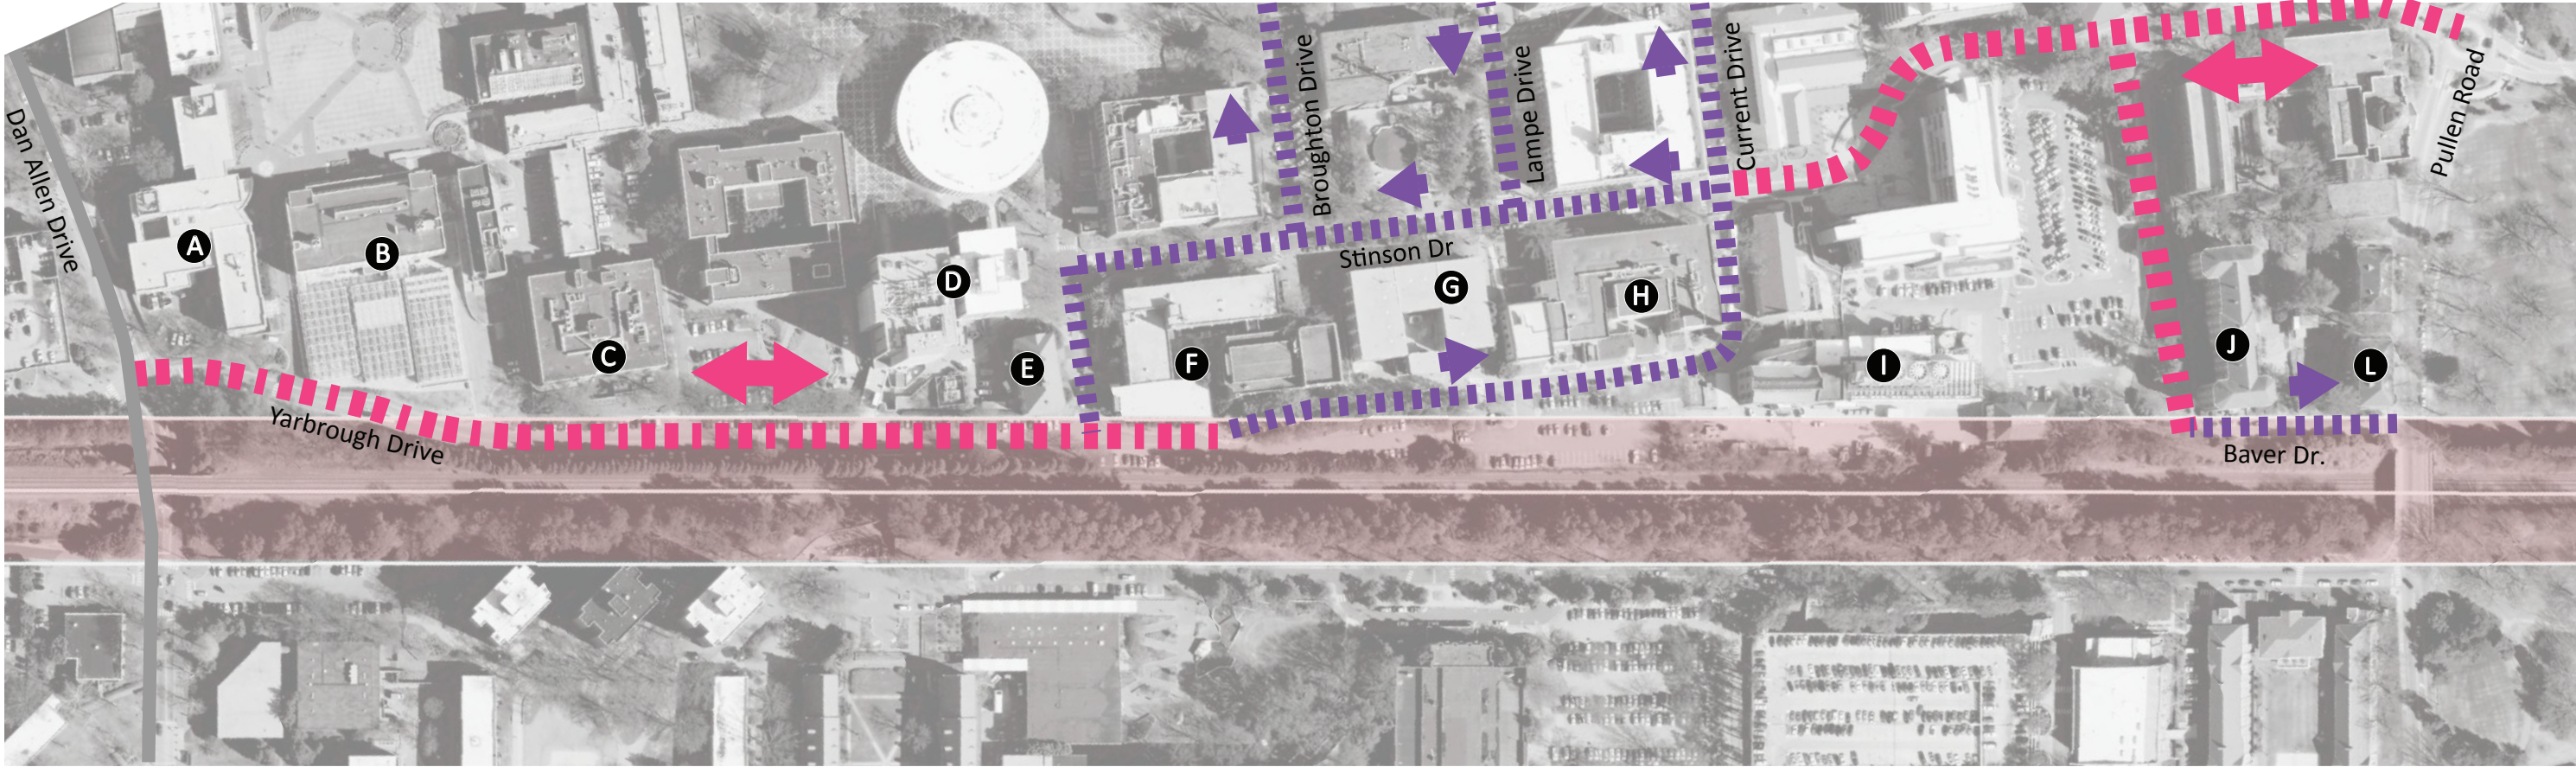 Dan Allen Drive
Broughton Drive
Lampe Drive
Current Drive
Pullen Road
A
B
C
D
E
F
G
H
I
J
L
Stinson Dr
Yarbrough Drive
Baver Dr.